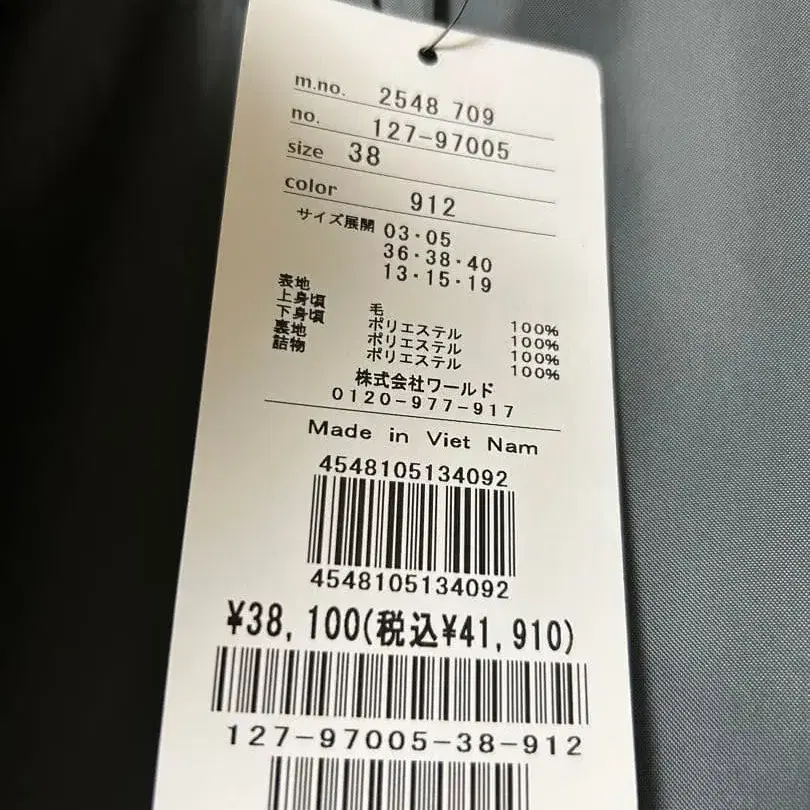 m.no. 2548 709
no. 127-97005
size 38
color 912
サイズ展開 03・05
36・38・40
13・15・19
表地
上身頃 毛 100%
下身頃 ポリエステル 100%
裏地 ポリエステル 100%
詰物 ポリエステル 100%
株式会社ワールド
0120-977-917
Made in Viet Nam
4548105134092
4548105134092
¥38,100(税込¥41,910)
127-97005-38-912